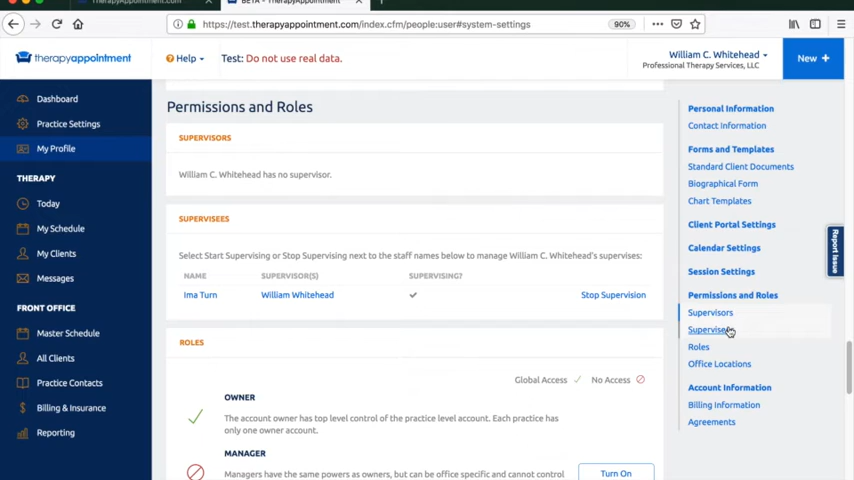 BETA - TherapyAppointment
https://test.therapyappointment.com/index.cfm/people:user#system-settings
90%
therapyappointment
Help
Test: Do not use real data.
William C. Whitehead
Professional Therapy Services, LLC
New +
Dashboard
Practice Settings
My Profile
THERAPY
Today
My Schedule
My Clients
Messages
FRONT OFFICE
Master Schedule
All Clients
Practice Contacts
Billing & Insurance
Reporting
Permissions and Roles
SUPERVISORS
William C. Whitehead has no supervisor.
SUPERVISEES
Select Start Supervising or Stop Supervising next to the staff names below to manage William C. Whitehead's supervises:
NAME SUPERVISOR(S) SUPERVISING?
Ima Turn William Whitehead Stop Supervision
ROLES
Global Access No Access
OWNER
The account owner has top level control of the practice level account. Each practice has
only one owner account.
MANAGER
Managers have the same powers as owners, but can be office specific and cannot control
Turn On
Personal Information
Contact Information
Forms and Templates
Standard Client Documents
Biographical Form
Chart Templates
Client Portal Settings
Calendar Settings
Session Settings
Permissions and Roles
Supervisors
Supervisees
Roles
Office Locations
Account Information
Billing Information
Agreements
Report Issue